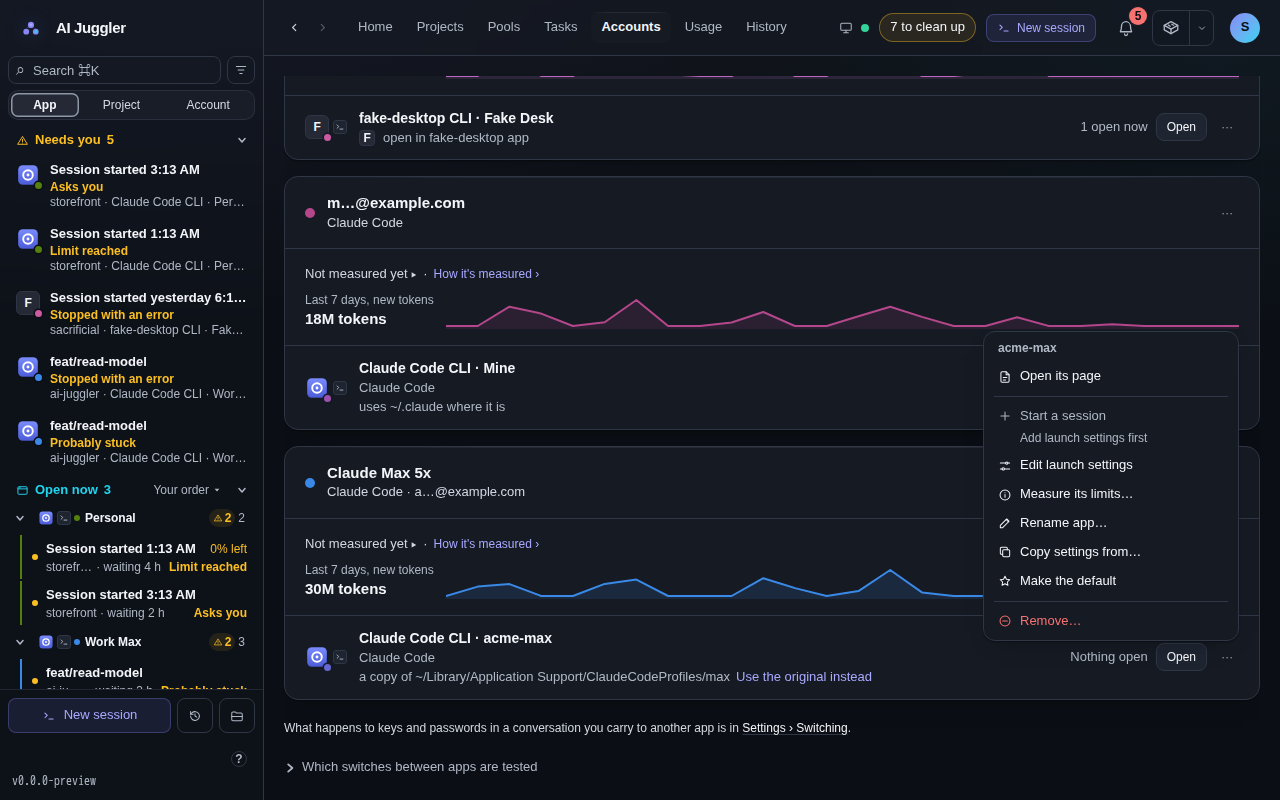 AI Juggler
Search ⌘K
App
Project
Account
Needs you 5
Session started 3:13 AM
Asks you
storefront · Claude Code CLI · Per…
Session started 1:13 AM
Limit reached
storefront · Claude Code CLI · Per…
F
Session started yesterday 6:1…
Stopped with an error
sacrificial · fake-desktop CLI · Fak…
feat/read-model
Stopped with an error
ai-juggler · Claude Code CLI · Wor…
feat/read-model
Probably stuck
ai-juggler · Claude Code CLI · Wor…
Open now 3
Your order
Personal
2 2
Session started 1:13 AM 0% left
storefr… · waiting 4 h Limit reached
Session started 3:13 AM
storefront · waiting 2 h Asks you
Work Max
2 3
feat/read-model
New session
?
v0.0.0-preview
Home
Projects
Pools
Tasks
Accounts
Usage
History
7 to clean up
New session
5
S
F
fake-desktop CLI · Fake Desk
F open in fake-desktop app
1 open now
Open
m…@example.com
Claude Code
Not measured yet ▸ · How it's measured ›
Last 7 days, new tokens
18M tokens
Claude Code CLI · Mine
Claude Code
uses ~/.claude where it is
Claude Max 5x
Claude Code · a…@example.com
Not measured yet ▸ · How it's measured ›
Last 7 days, new tokens
30M tokens
Claude Code CLI · acme-max
Claude Code
a copy of ~/Library/Application Support/ClaudeCodeProfiles/max Use the original instead
Nothing open
Open
acme-max
Open its page
Start a session
Add launch settings first
Edit launch settings
Measure its limits…
Rename app…
Copy settings from…
Make the default
Remove…
What happens to keys and passwords in a conversation you carry to another app is in Settings › Switching.
Which switches between apps are tested